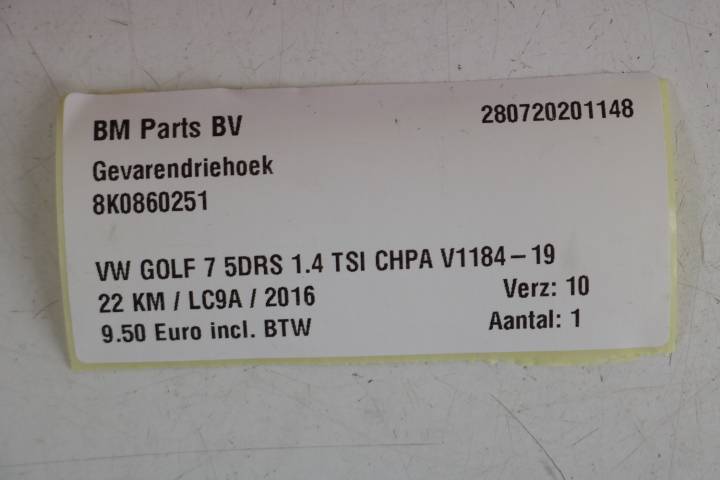 BM Parts BV 280720201148
Gevarendriehoek
8K0860251
VW GOLF 7 5DRS 1.4 TSI CHPA V1184-19
22 KM / LC9A / 2016 Verz: 10
9.50 Euro incl. BTW Aantal: 1